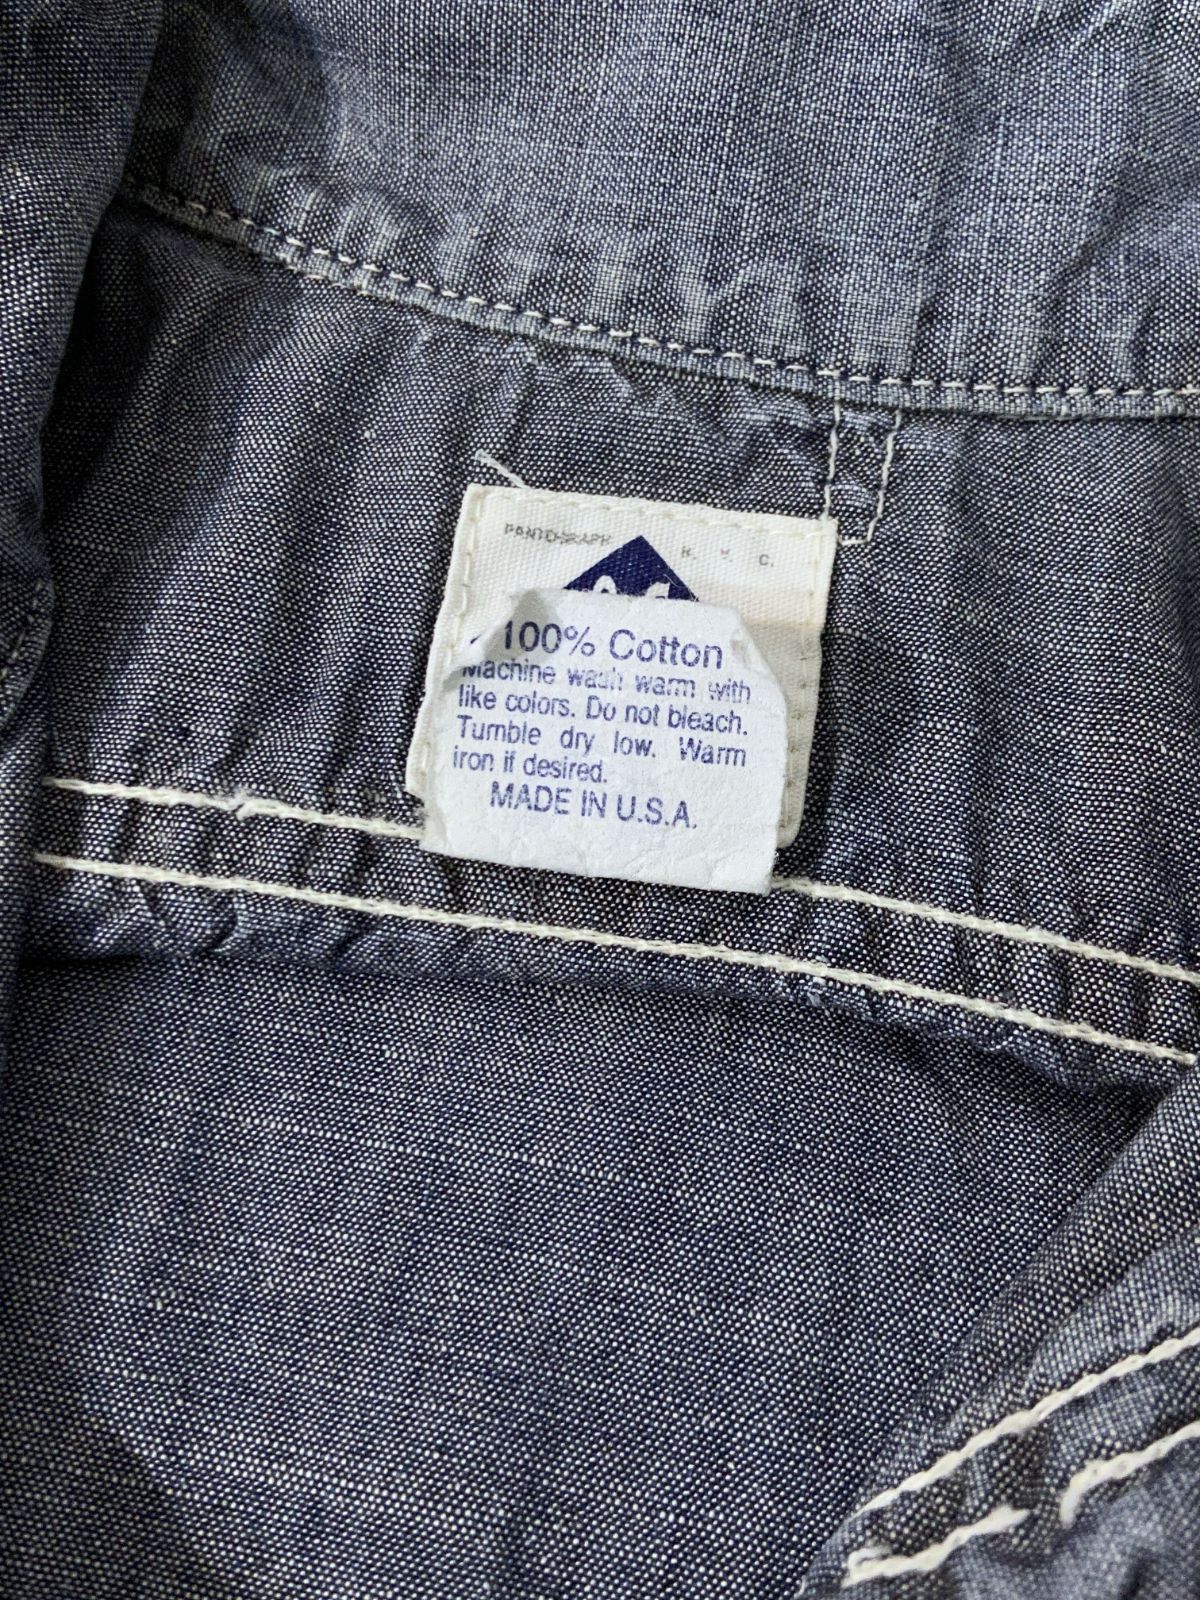 PANTOGRAPH N. Y. C.
100% Cotton
Machine wash warm with
like colors. Do not bleach.
Tumble dry low. Warm
iron if desired.
MADE IN U.S.A.